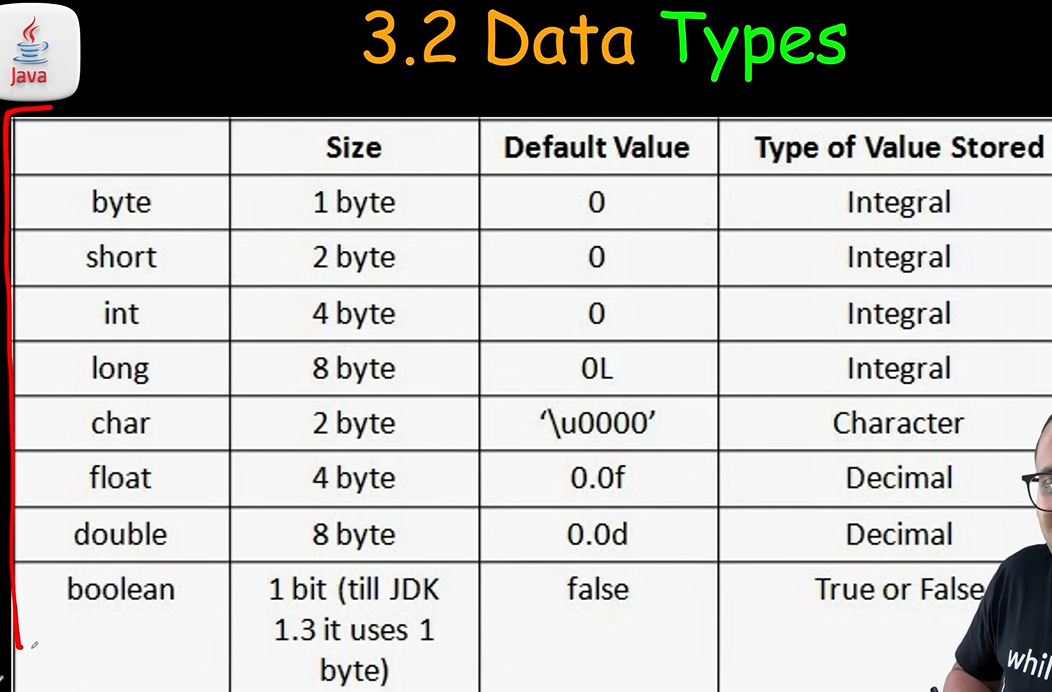 Java
3.2 Data Types
Size Default Value Type of Value Stored
byte 1 byte 0 Integral
short 2 byte 0 Integral
int 4 byte 0 Integral
long 8 byte 0L Integral
char 2 byte ‘\u0000’ Character
float 4 byte 0.0f Decimal
double 8 byte 0.0d Decimal
boolean 1 bit (till JDK false True or False
1.3 it uses 1
byte)